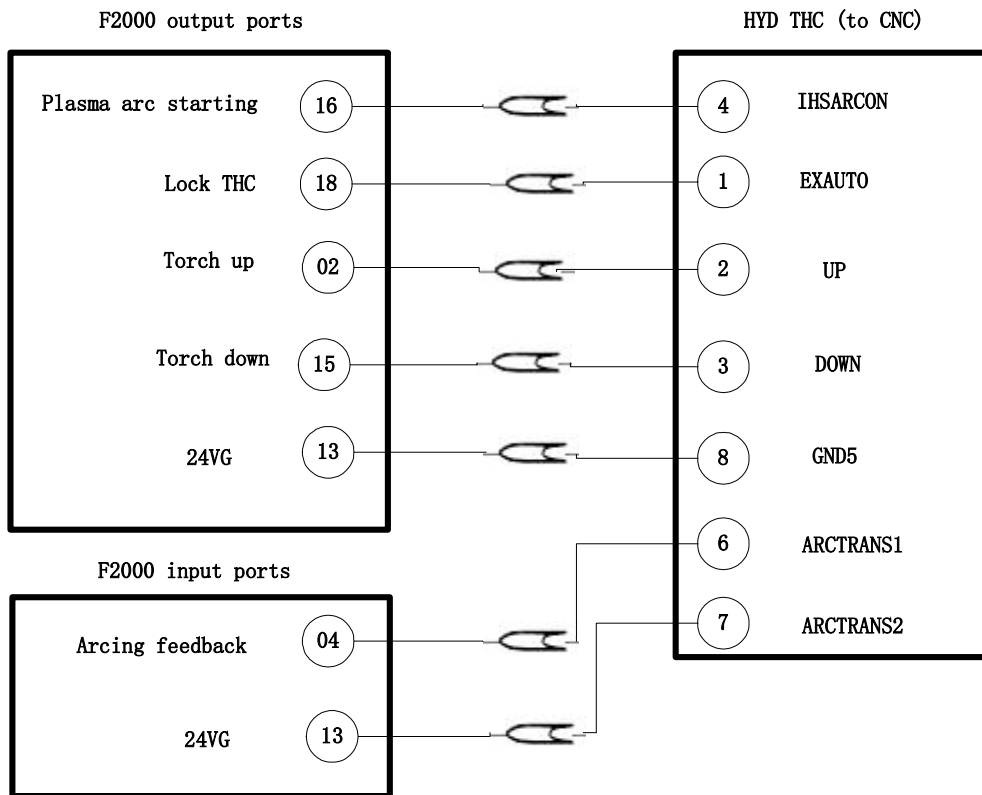 F2000 output ports
HYD THC (to CNC)
Plasma arc starting 16 4 IHSARCON
Lock THC 18 1 EXAUTO
Torch up 02 2 UP
Torch down 15 3 DOWN
24VG 13 8 GND5
6 ARCTRANS1
F2000 input ports
7 ARCTRANS2
Arcing feedback 04
24VG 13